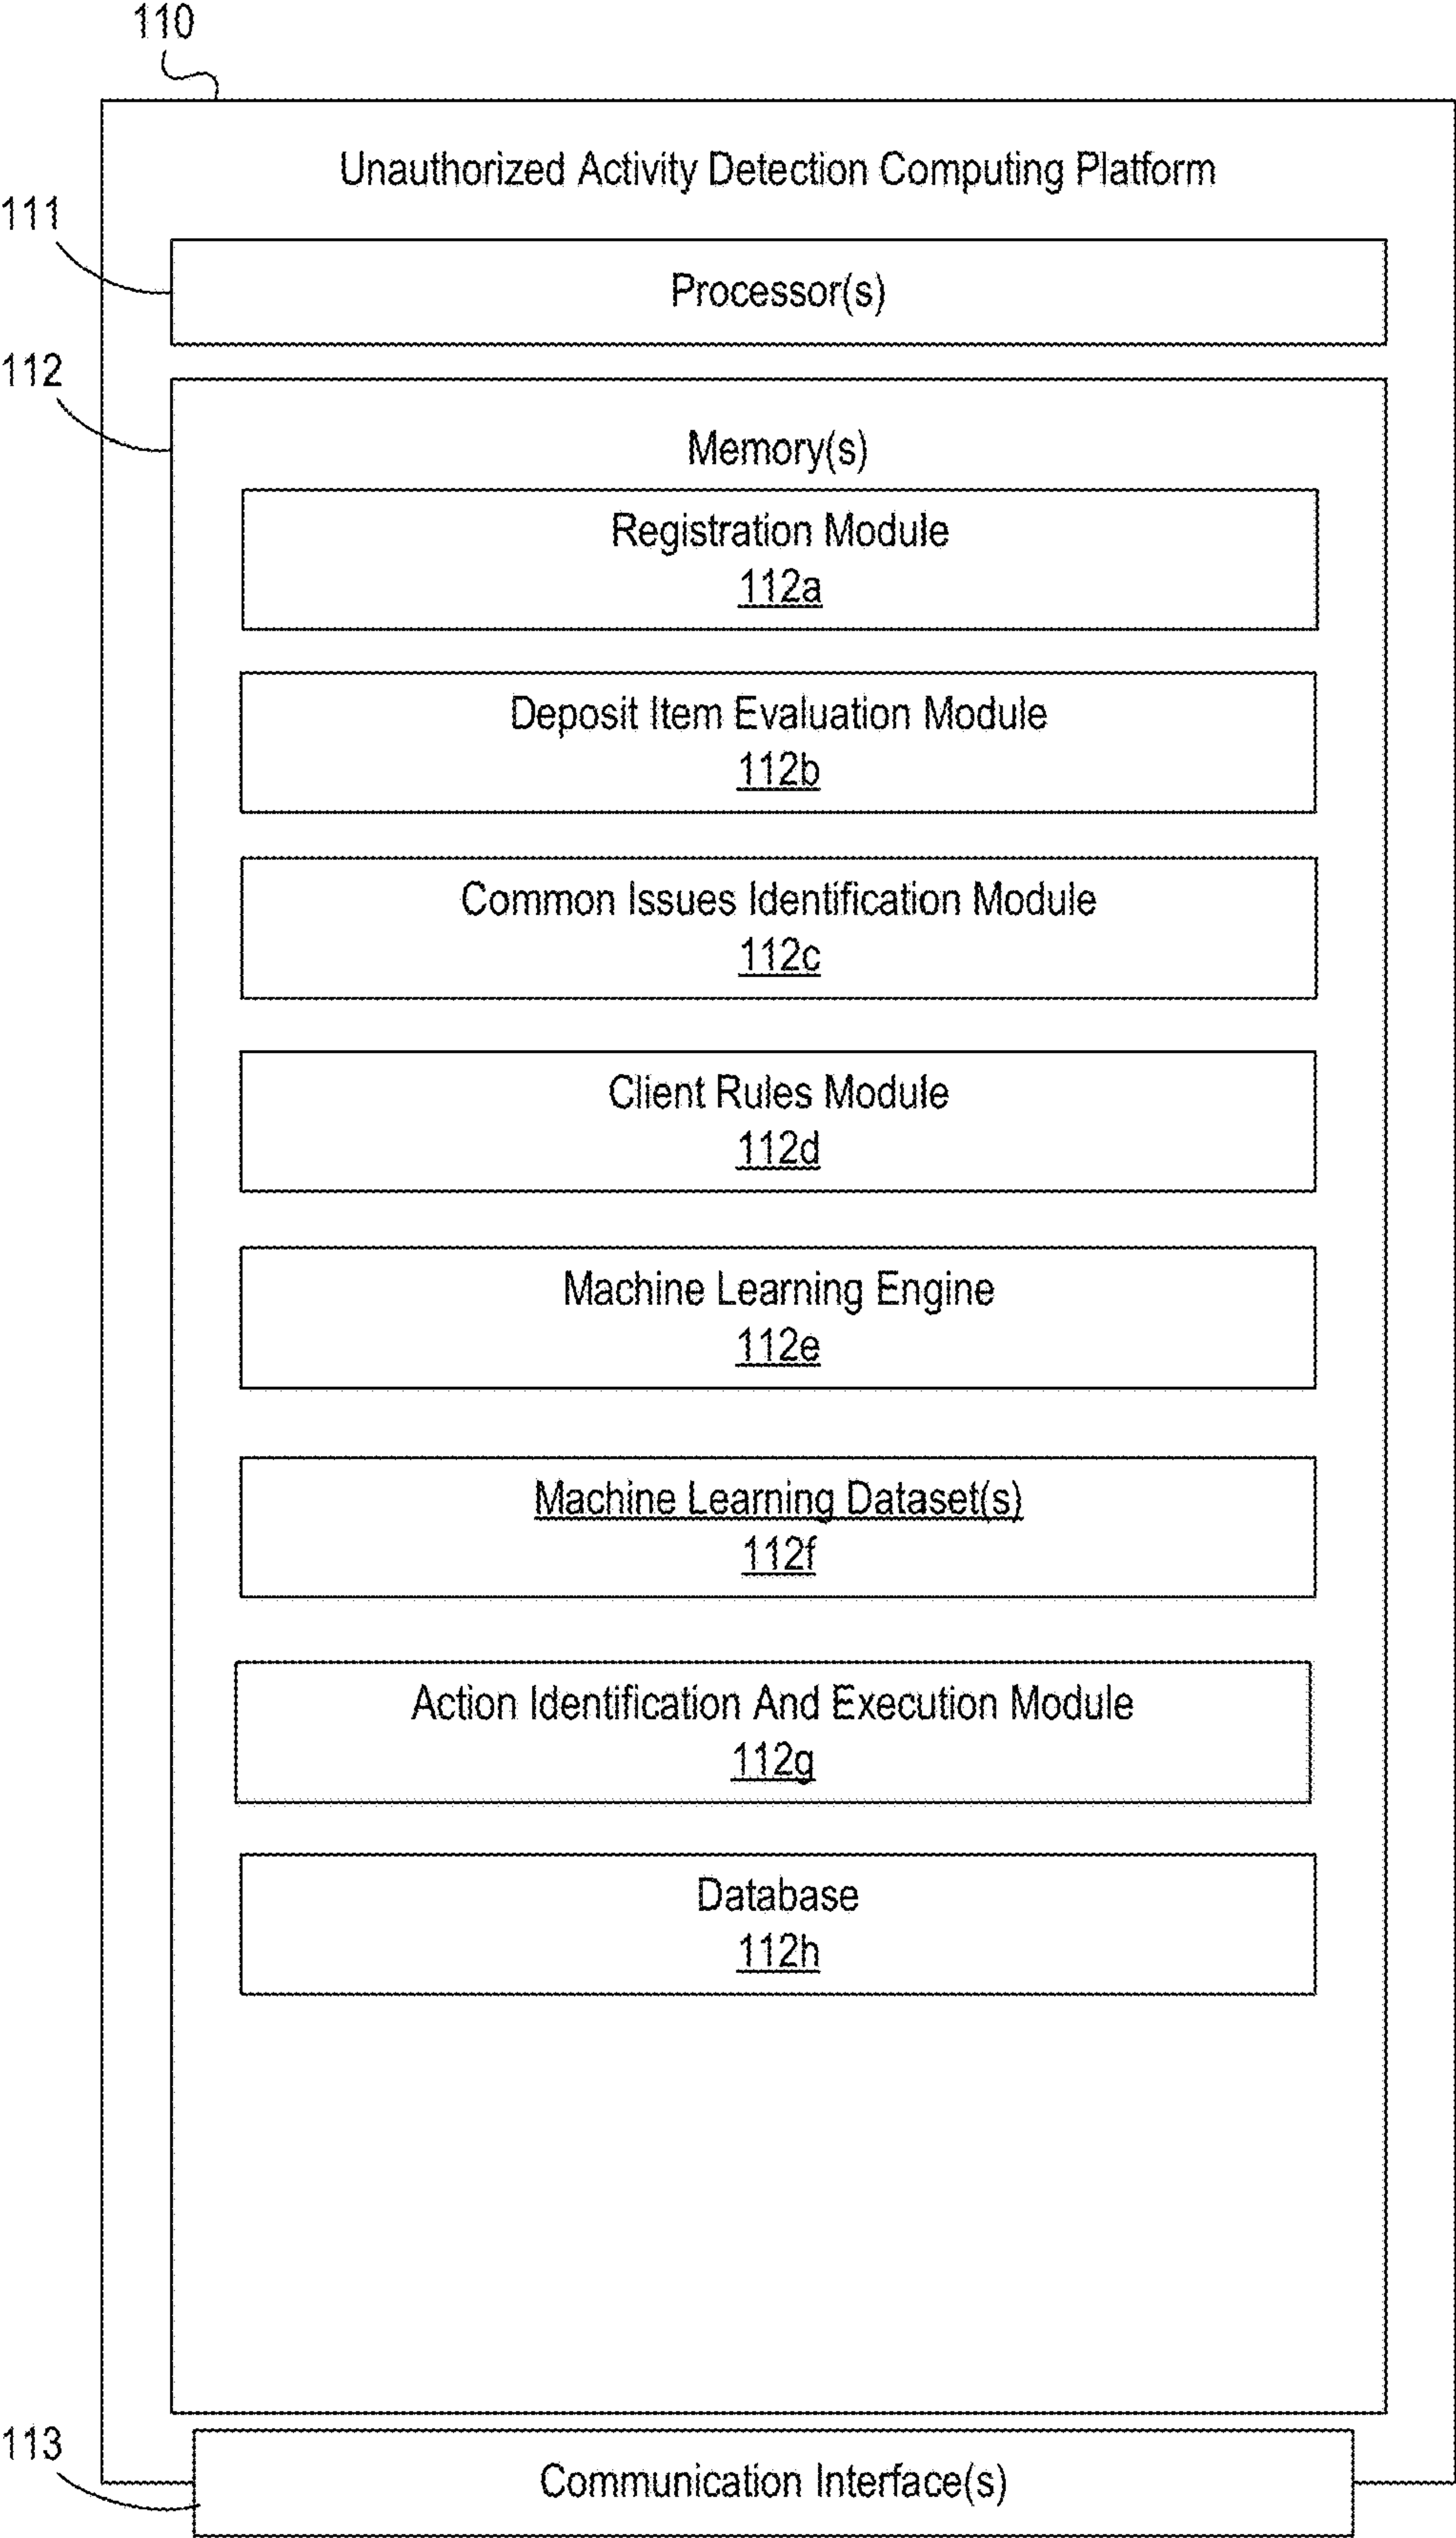 110
Unauthorized Activity Detection Computing Platform
111
Processor(s)
112
Memory(s)
Registration Module
112a
Deposit Item Evaluation Module
112b
Common Issues Identification Module
112c
Client Rules Module
112d
Machine Learning Engine
112e
Machine Learning Dataset(s)
112f
Action Identification And Execution Module
112g
Database
112h
113
Communication Interface(s)